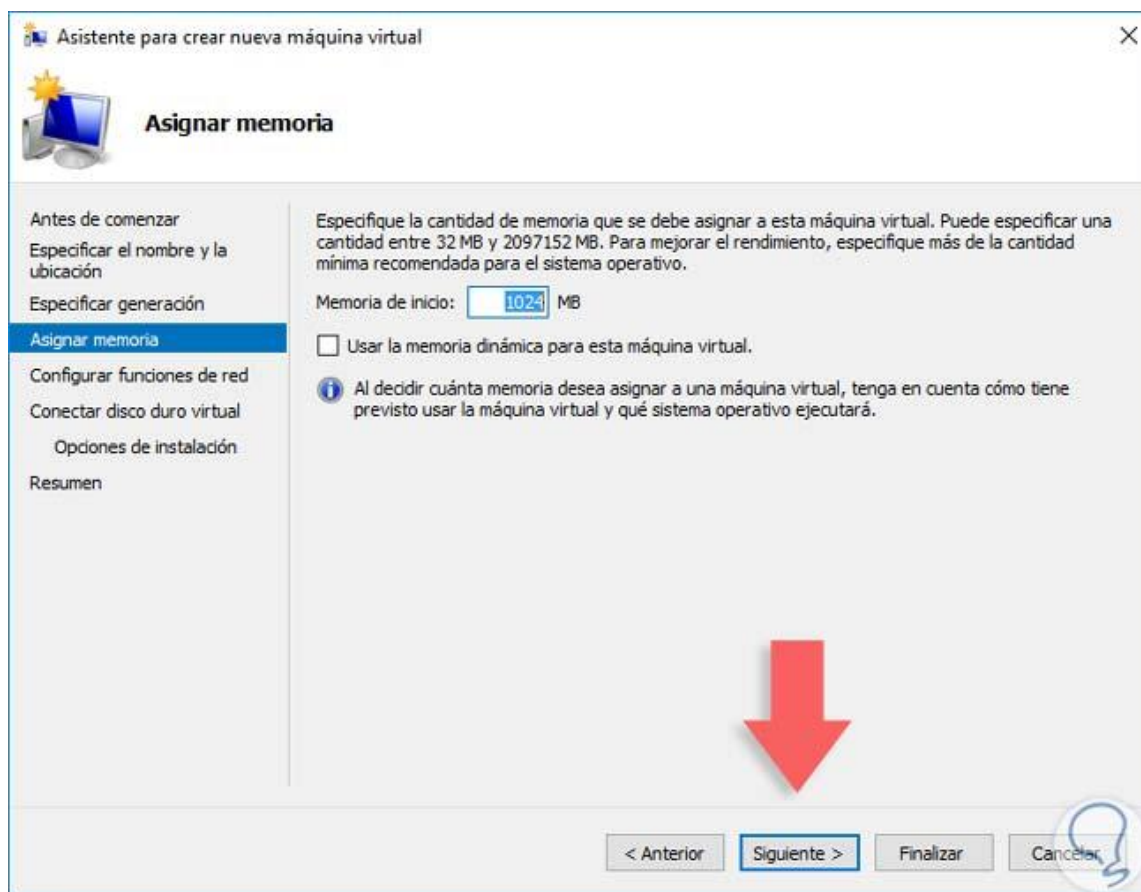 Asistente para crear nueva máquina virtual
Asignar memoria
Antes de comenzar
Especificar el nombre y la
ubicación
Especificar generación
Asignar memoria
Configurar funciones de red
Conectar disco duro virtual
Opciones de instalación
Resumen
Especifique la cantidad de memoria que se debe asignar a esta máquina virtual. Puede especificar una
cantidad entre 32 MB y 2097152 MB. Para mejorar el rendimiento, especifique más de la cantidad
mínima recomendada para el sistema operativo.
Memoria de inicio: 1024 MB
Usar la memoria dinámica para esta máquina virtual.
Al decidir cuánta memoria desea asignar a una máquina virtual, tenga en cuenta cómo tiene
previsto usar la máquina virtual y qué sistema operativo ejecutará.
< Anterior Siguiente > Finalizar Cancelar